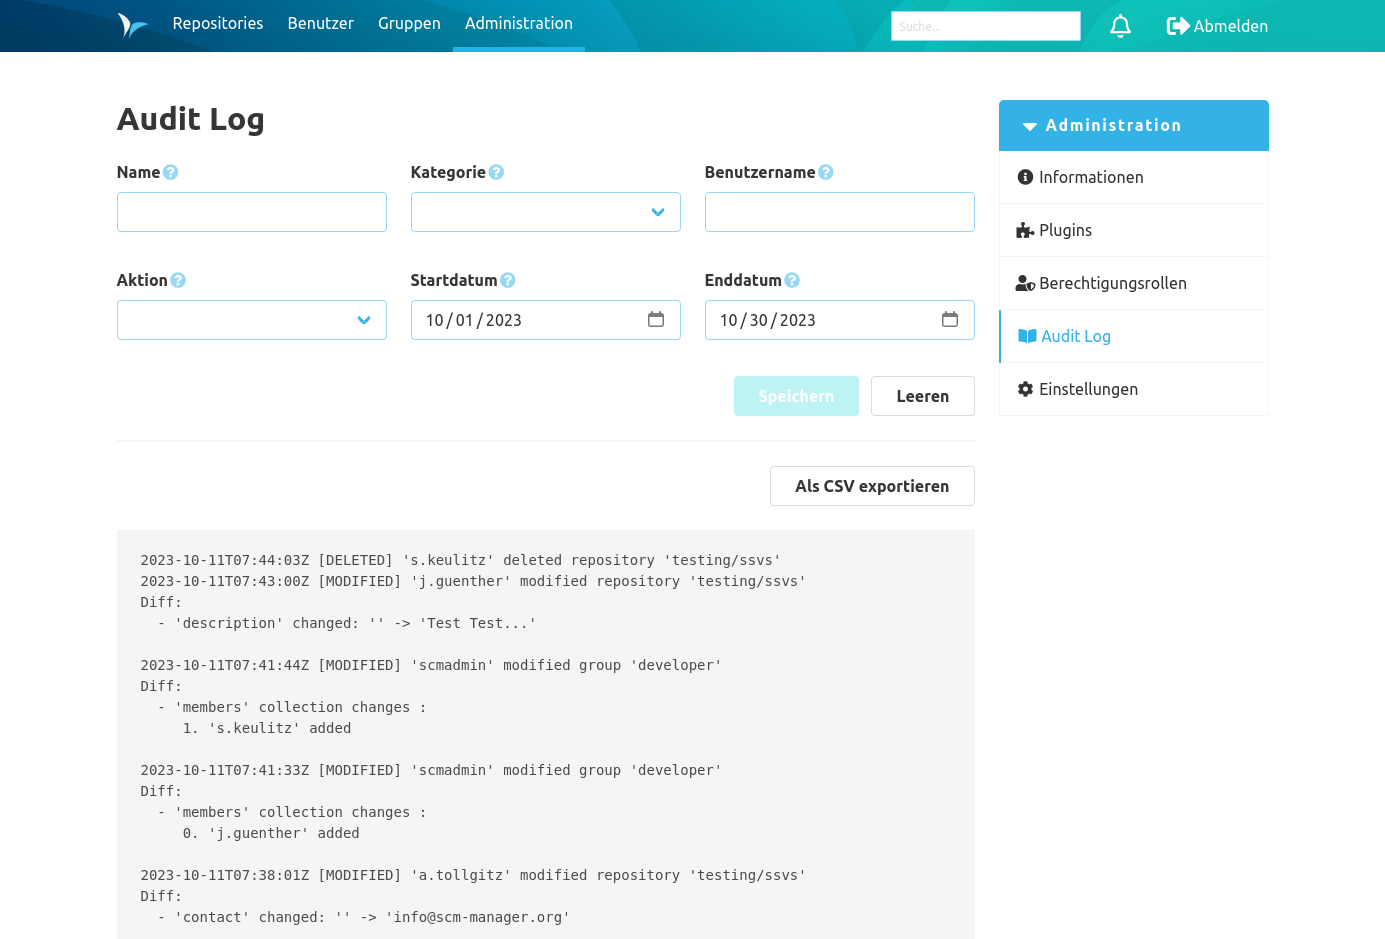 Repositories Benutzer Gruppen Administration Suche... Abmelden
Audit Log
Name Kategorie Benutzername
Aktion Startdatum Enddatum
10/01/2023 10/30/2023
Speichern Leeren
Als CSV exportieren
2023-10-11T07:44:03Z [DELETED] 's.keulitz' deleted repository 'testing/ssvs'
2023-10-11T07:43:00Z [MODIFIED] 'j.guenther' modified repository 'testing/ssvs'
Diff:
- 'description' changed: '' -> 'Test Test...'
2023-10-11T07:41:44Z [MODIFIED] 'scmadmin' modified group 'developer'
Diff:
- 'members' collection changes :
1. 's.keulitz' added
2023-10-11T07:41:33Z [MODIFIED] 'scmadmin' modified group 'developer'
Diff:
- 'members' collection changes :
0. 'j.guenther' added
2023-10-11T07:38:01Z [MODIFIED] 'a.tollgitz' modified repository 'testing/ssvs'
Diff:
- 'contact' changed: '' -> 'info@scm-manager.org'
Administration
Informationen
Plugins
Berechtigungsrollen
Audit Log
Einstellungen